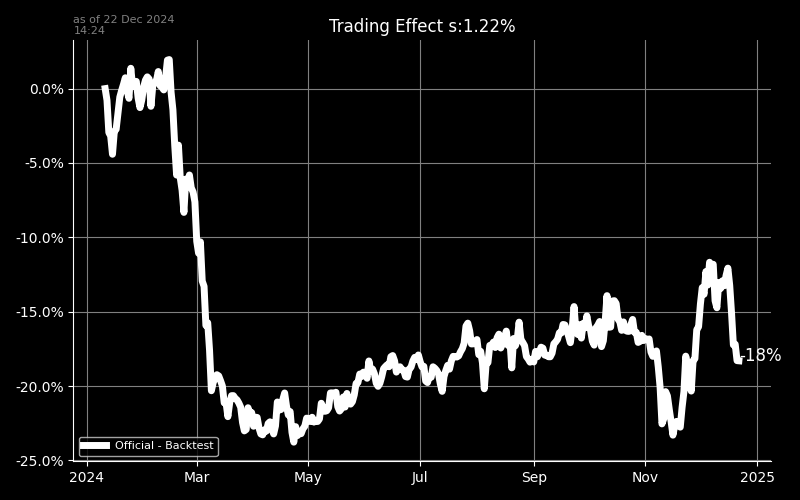 as of 22 Dec 2024
14:24
Trading Effect s:1.22%
0.0%
-5.0%
-10.0%
-15.0%
-20.0%
-25.0%
-18%
Official - Backtest
2024 Mar May Jul Sep Nov 2025